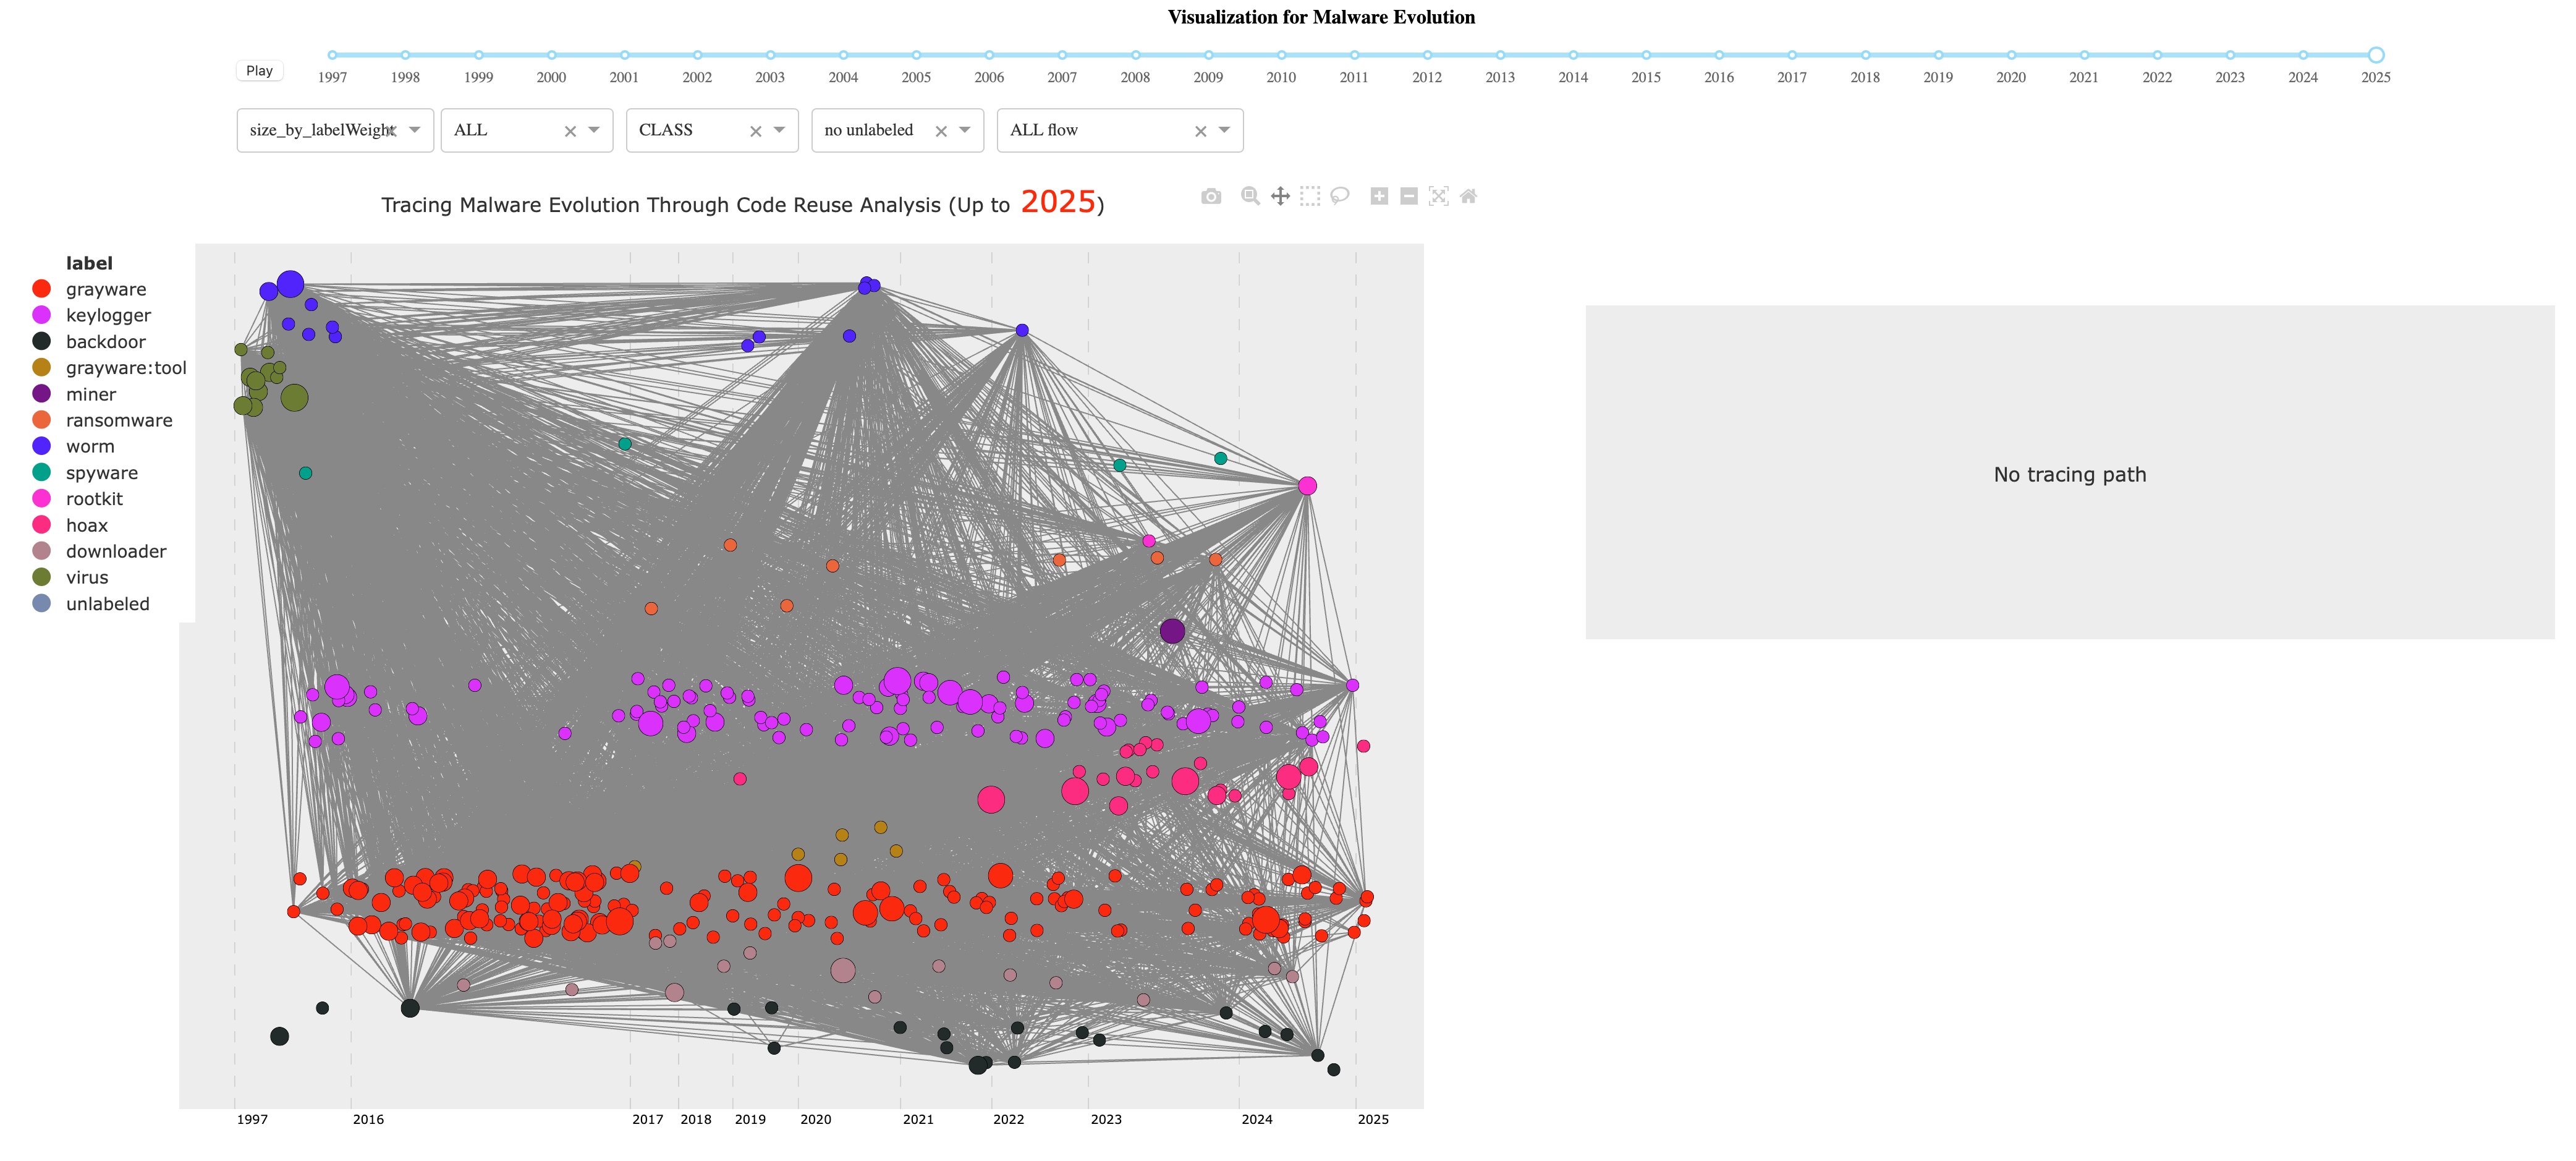 Visualization for Malware Evolution
Play
1997 1998 1999 2000 2001 2002 2003 2004 2005 2006 2007 2008 2009 2010 2011 2012 2013 2014 2015 2016 2017 2018 2019 2020 2021 2022 2023 2024 2025
size_by_labelWeight ALL CLASS no unlabeled ALL flow
Tracing Malware Evolution Through Code Reuse Analysis (Up to 2025)
label
grayware
keylogger
backdoor
grayware:tool
miner
ransomware
worm
spyware
rootkit
hoax
downloader
virus
unlabeled
No tracing path
1997 2016 2017 2018 2019 2020 2021 2022 2023 2024 2025